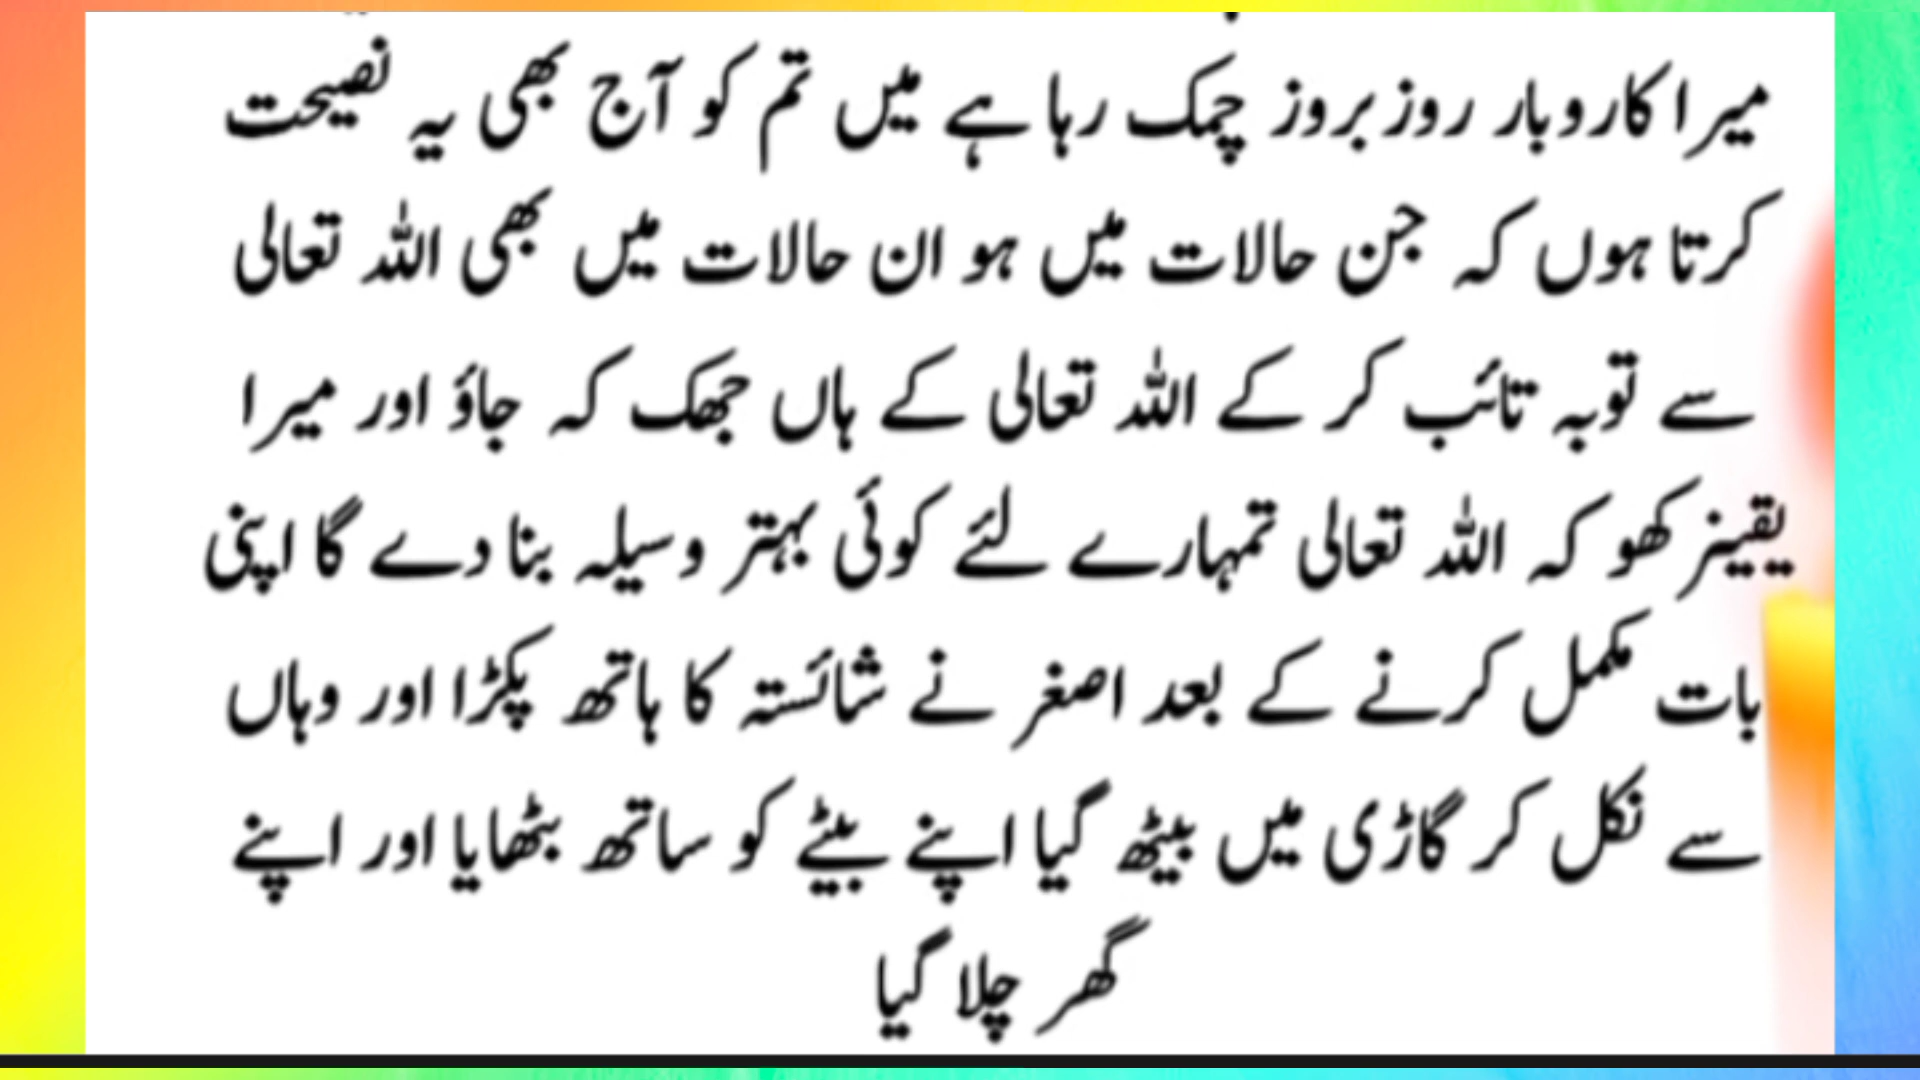 میرا کاروبار روز بروز چمک رہا ہے میں تم کو آج بھی یہ نصیحت
کرتا ہوں کہ جن حالات میں ہو ان حالات میں بھی اللہ تعالی
سے توبہ تائب کر کے اللہ تعالی کے ہاں جھک کہ جاؤ اور میرا
یقینرکھو کہ اللہ تعالی تمہارے لئے کوئی بہتر وسیلہ بنا دے گا اپنی
بات مکمل کرنے کے بعد اصغر نے شائستہ کا ہاتھ پکڑا اور وہاں
سے نکل کر گاڑی میں بیٹھ گیا اپنے بیٹے کو ساتھ بٹھایا اور اپنے
گھر چلا گیا